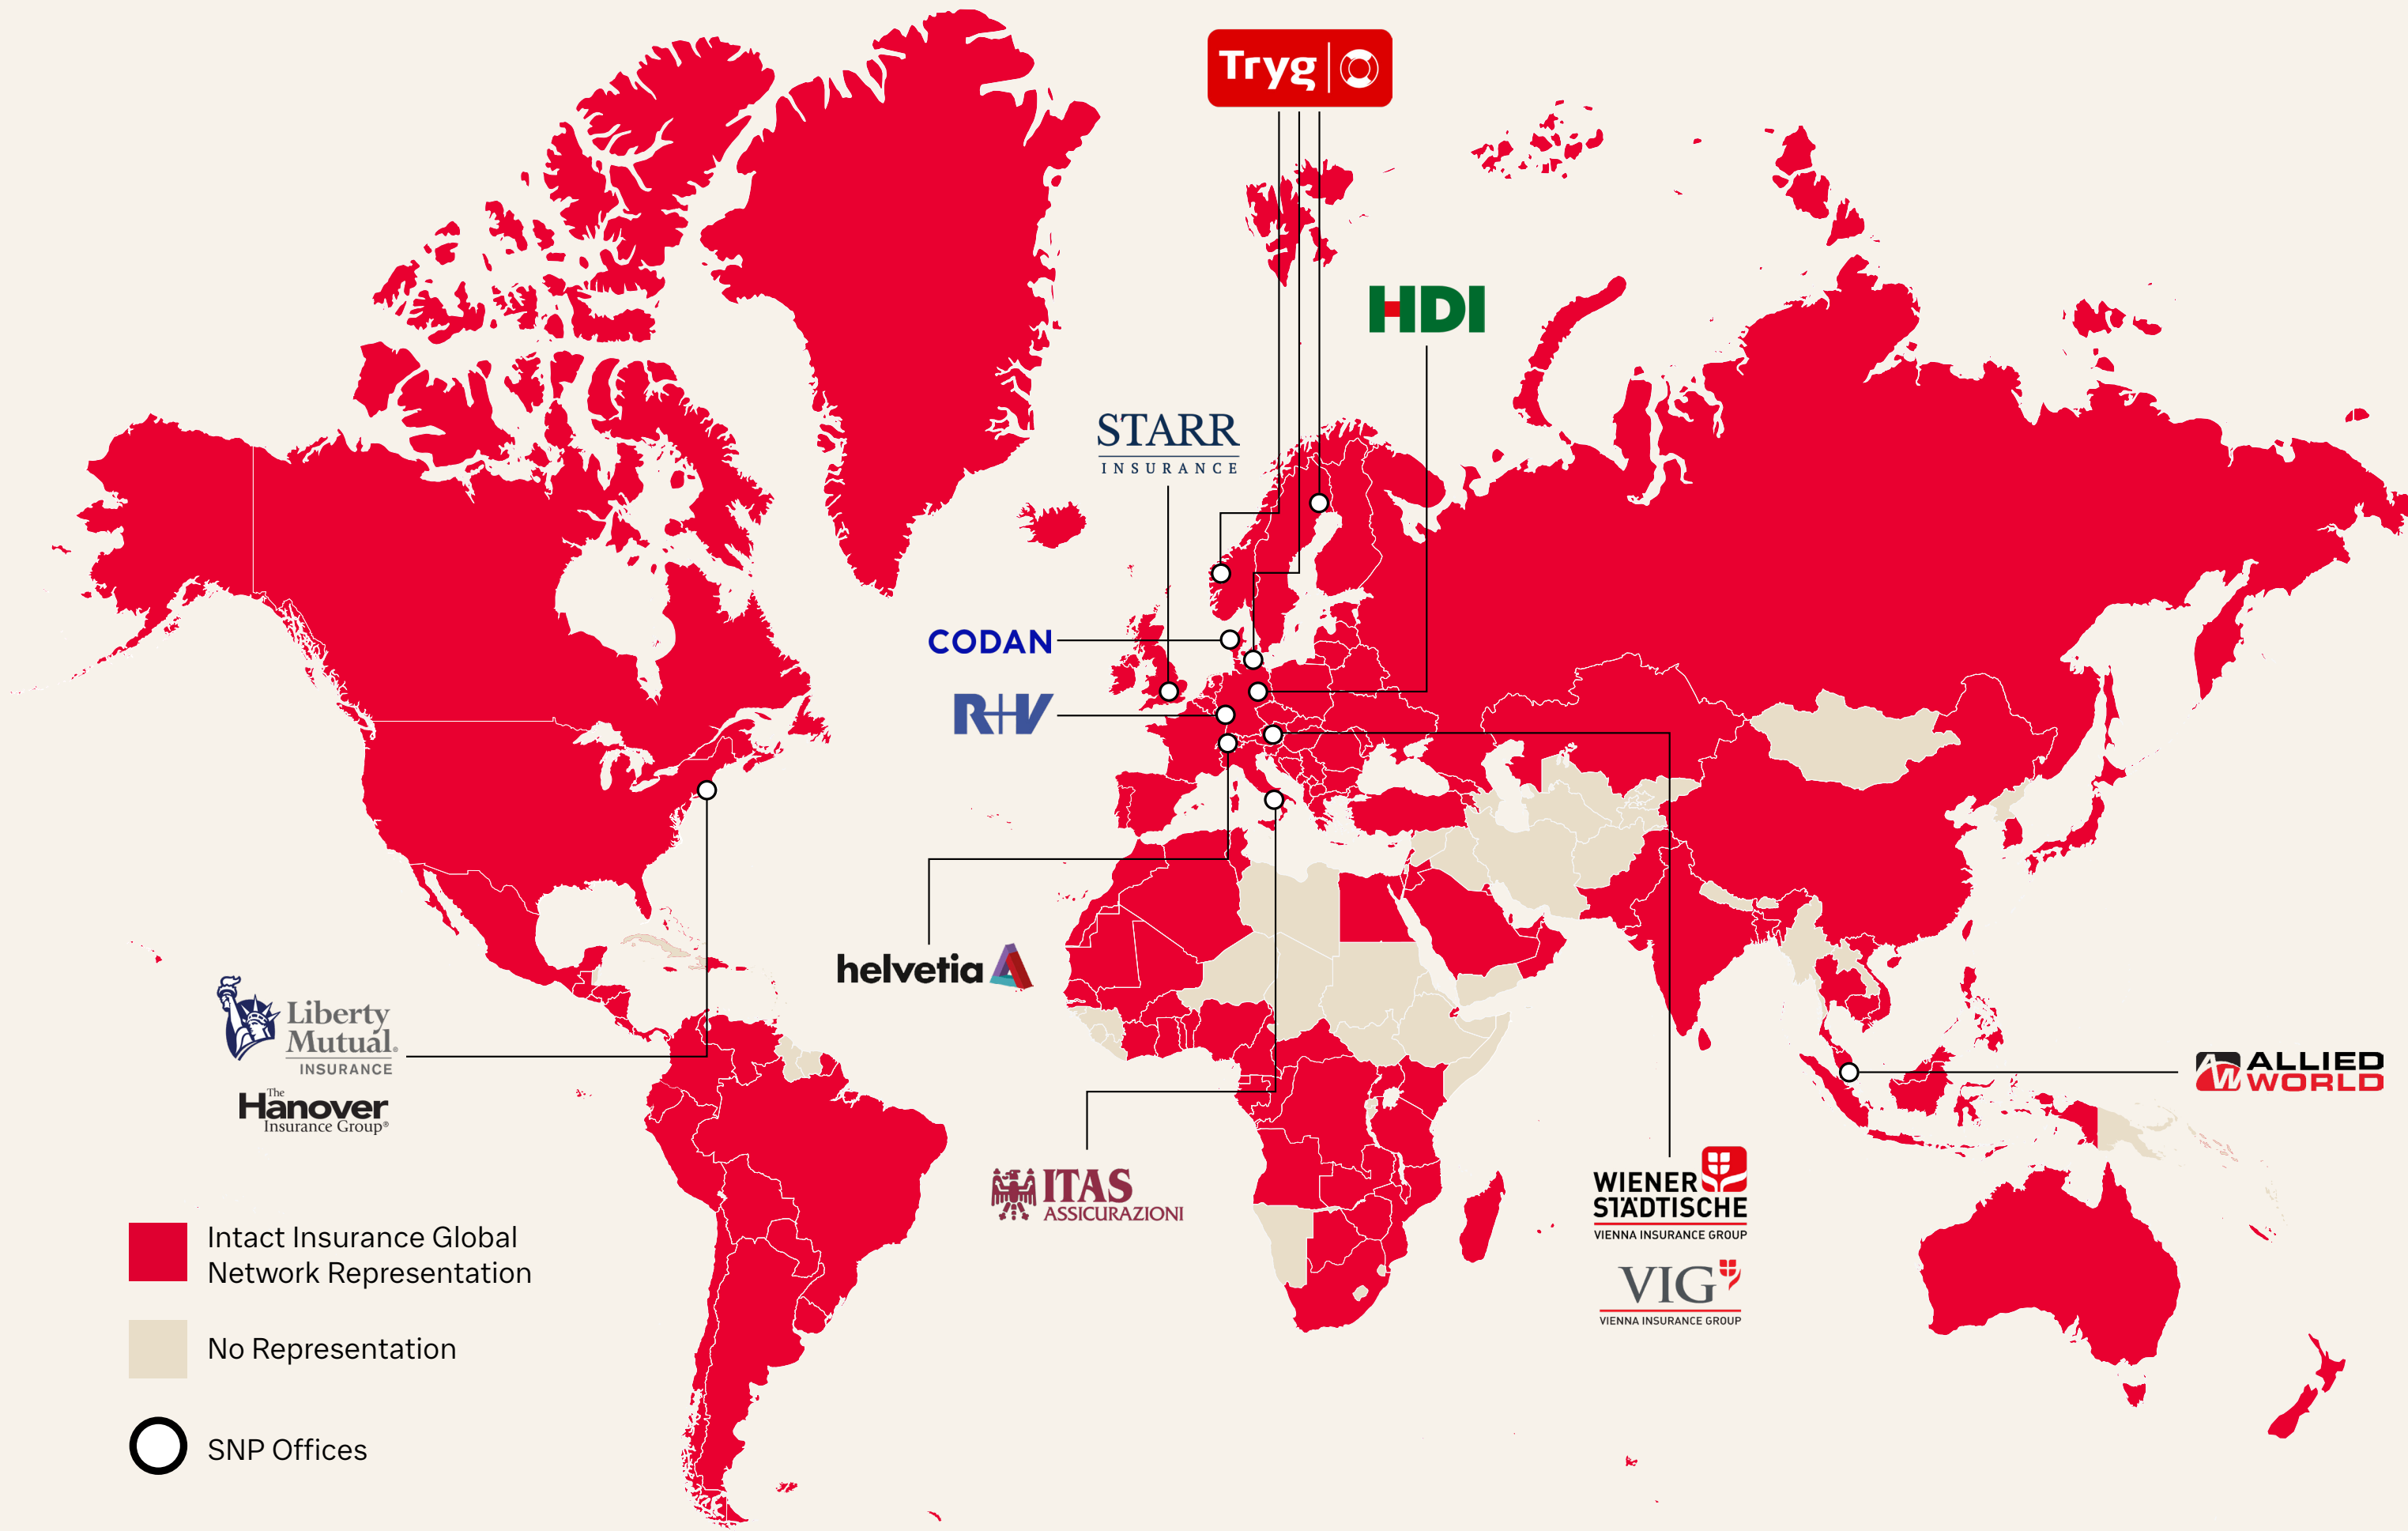 Tryg
HDI
STARR
INSURANCE
CODAN
R+V
helvetia
Liberty
Mutual®
INSURANCE
The
Hanover
Insurance Group®
ALLIED
WORLD
AW
ITAS
ASSICURAZIONI
WIENER
STÄDTISCHE
VIENNA INSURANCE GROUP
VIG
VIENNA INSURANCE GROUP
Intact Insurance Global
Network Representation
No Representation
SNP Offices